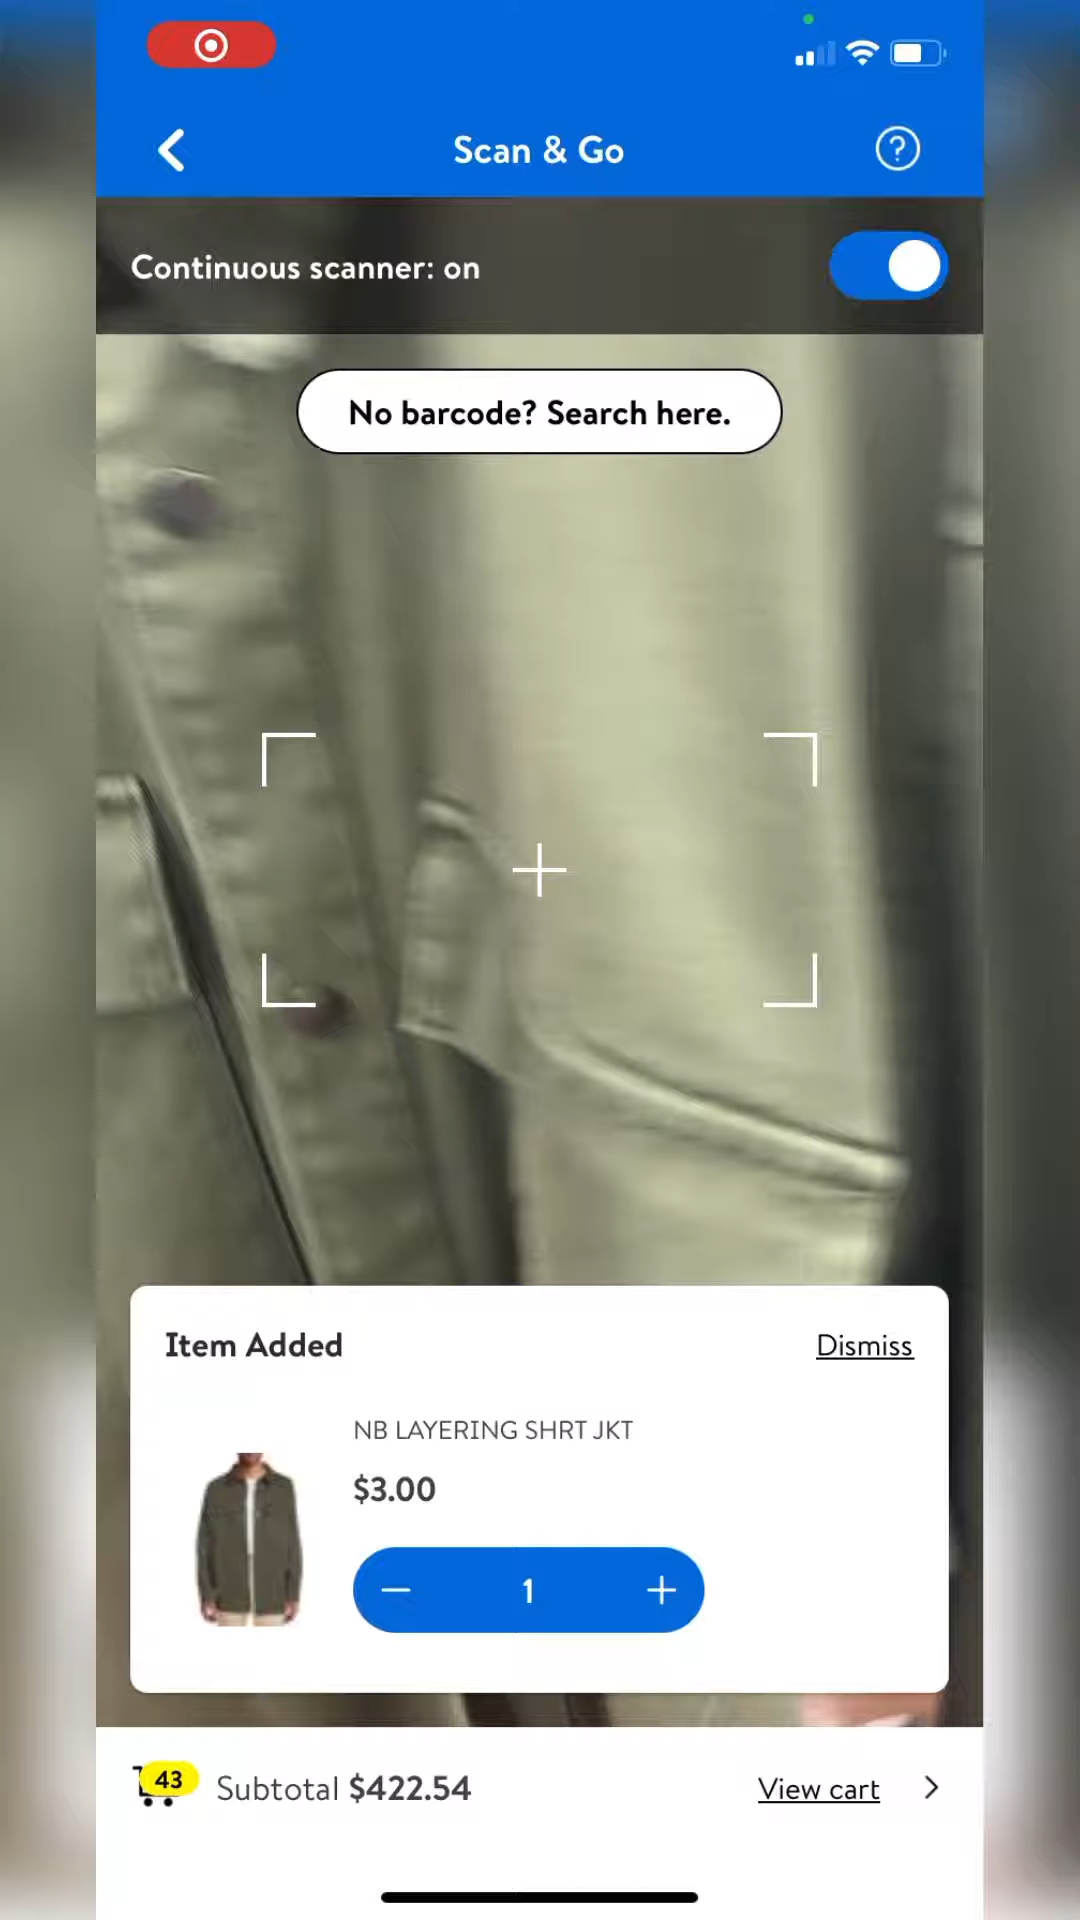 Scan & Go
?
Continuous scanner: on
No barcode? Search here.
Item Added
Dismiss
NB LAYERING SHRT JKT
$3.00
1
43
Subtotal $422.54
View cart